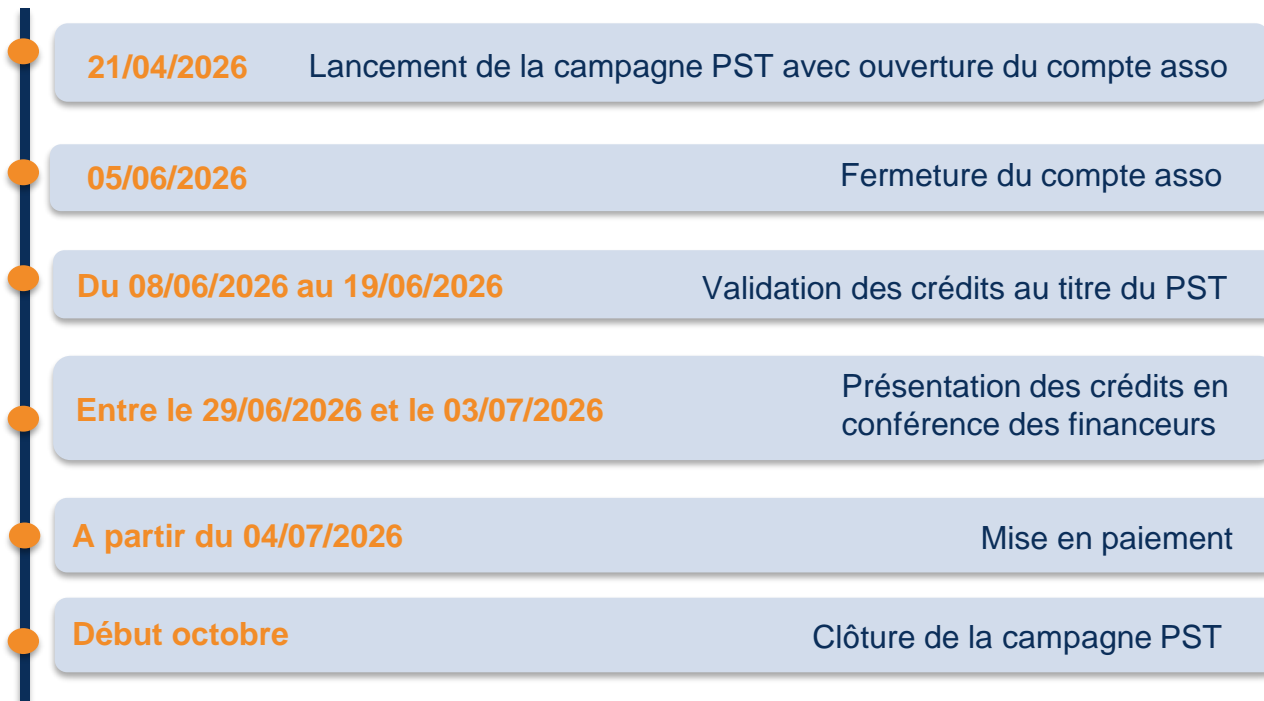 21/04/2026 Lancement de la campagne PST avec ouverture du compte asso
05/06/2026 Fermeture du compte asso
Du 08/06/2026 au 19/06/2026 Validation des crédits au titre du PST
Entre le 29/06/2026 et le 03/07/2026 Présentation des crédits en
conférence des financeurs
A partir du 04/07/2026 Mise en paiement
Début octobre Clôture de la campagne PST